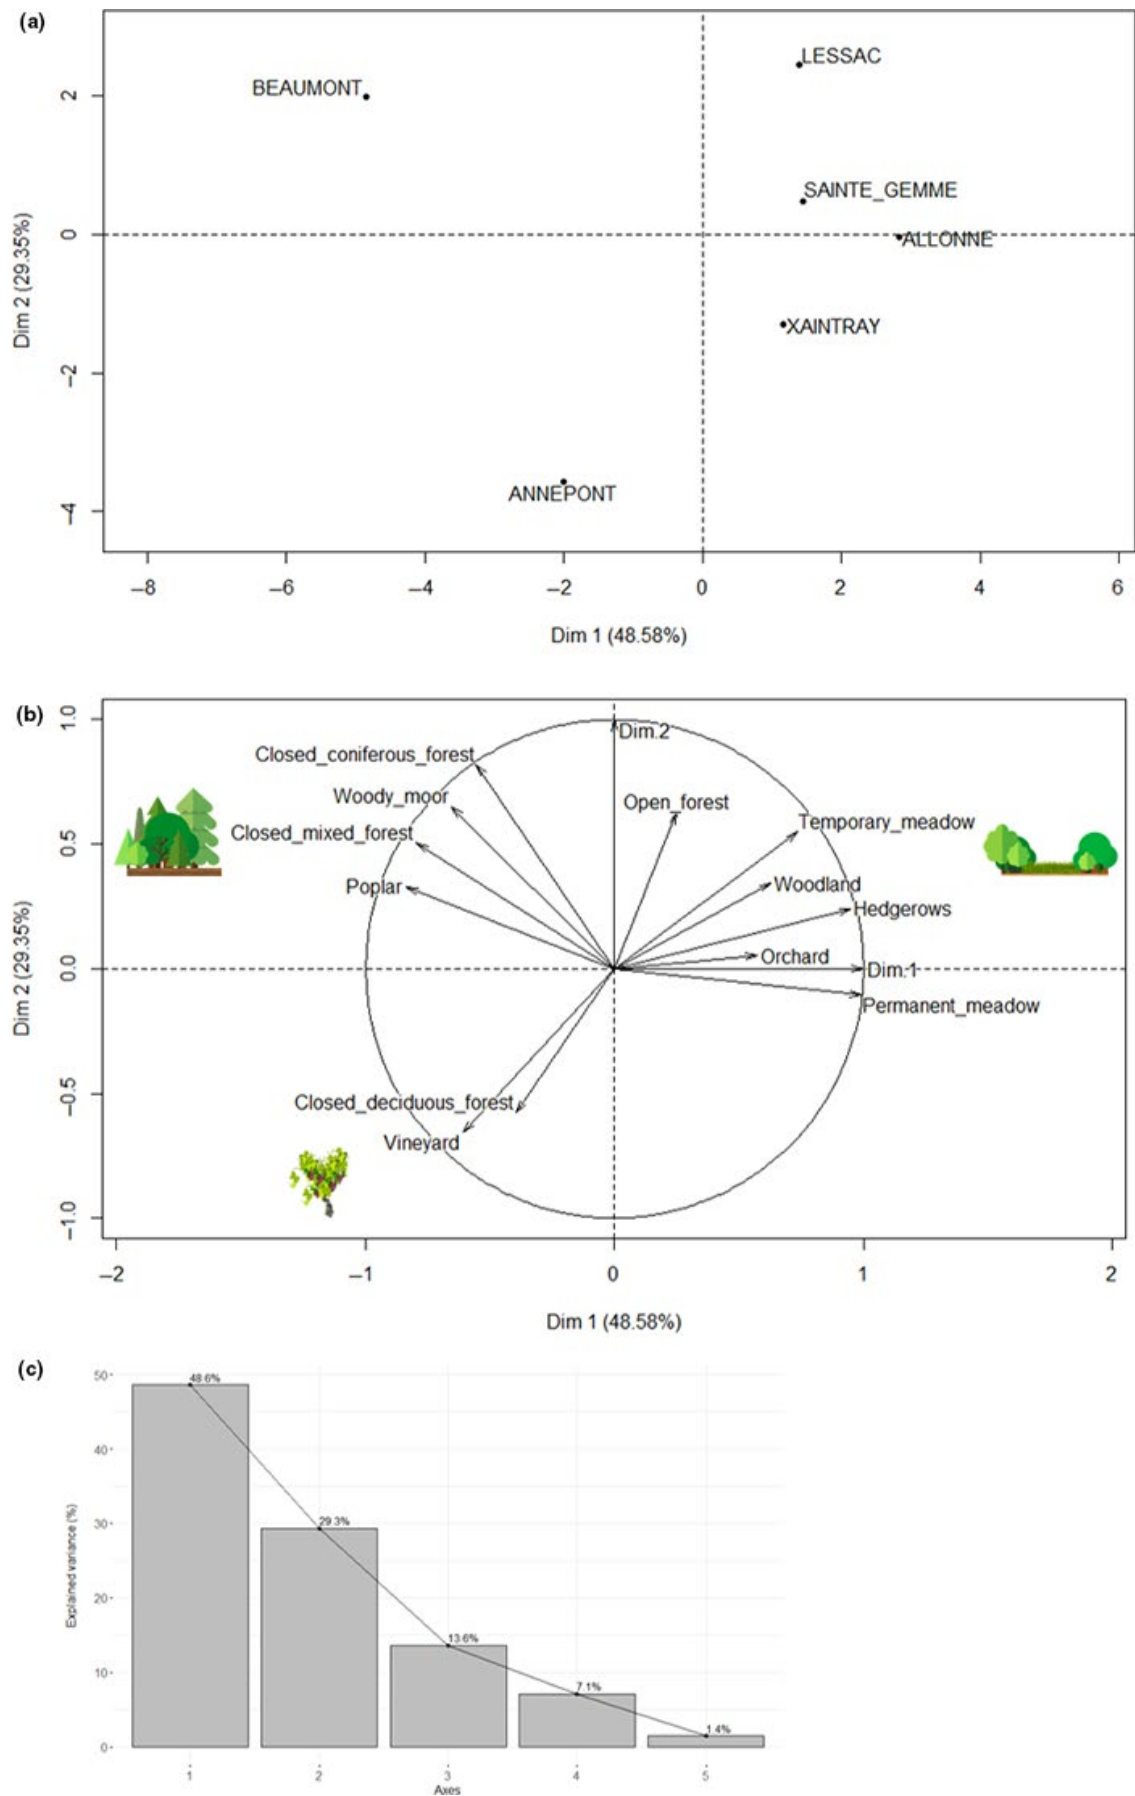 (a)
LESSAC
BEAUMONT
2
SAINTE_GEMME
0
ALLONNE
XAINTRAY
−2
ANNEPONT
−4
Dim 2 (29.35%)
−8 −6 −4 −2 0 2 4 6
Dim 1 (48.58%)
(b)
1.0
Dim.2
Closed_coniferous_forest
Woody_moor
Open_forest
Temporary_meadow
Closed_mixed_forest
0.5
Poplar
Woodland
Hedgerows
Orchard
0.0
Dim.1
Permanent_meadow
Dim 2 (29.35%)
−0.5
Closed_deciduous_forest
Vineyard
−1.0
−2 −1 0 1 2
Dim 1 (48.58%)
(c)
50
48.6%
40
30
29.3%
20
13.6%
10
7.1%
1.4%
0
Explained variance (%)
1 2 3 4 5
Axes